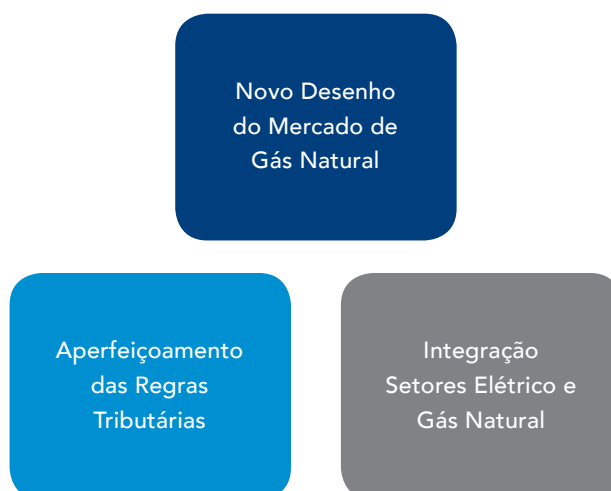 Novo Desenho
do Mercado de
Gás Natural
Aperfeiçoamento
das Regras
Tributárias
Integração
Setores Elétrico e
Gás Natural